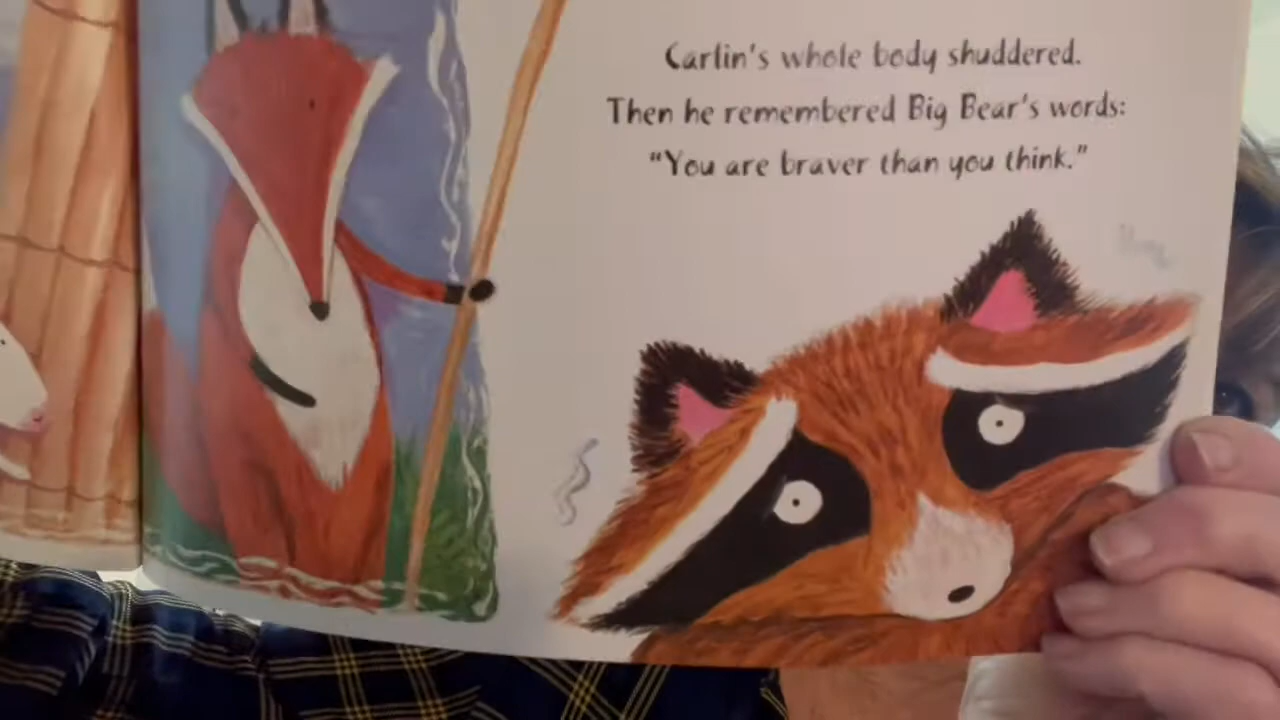 Carlin's whole body shuddered.
Then he remembered Big Bear's words:
"You are braver than you think."